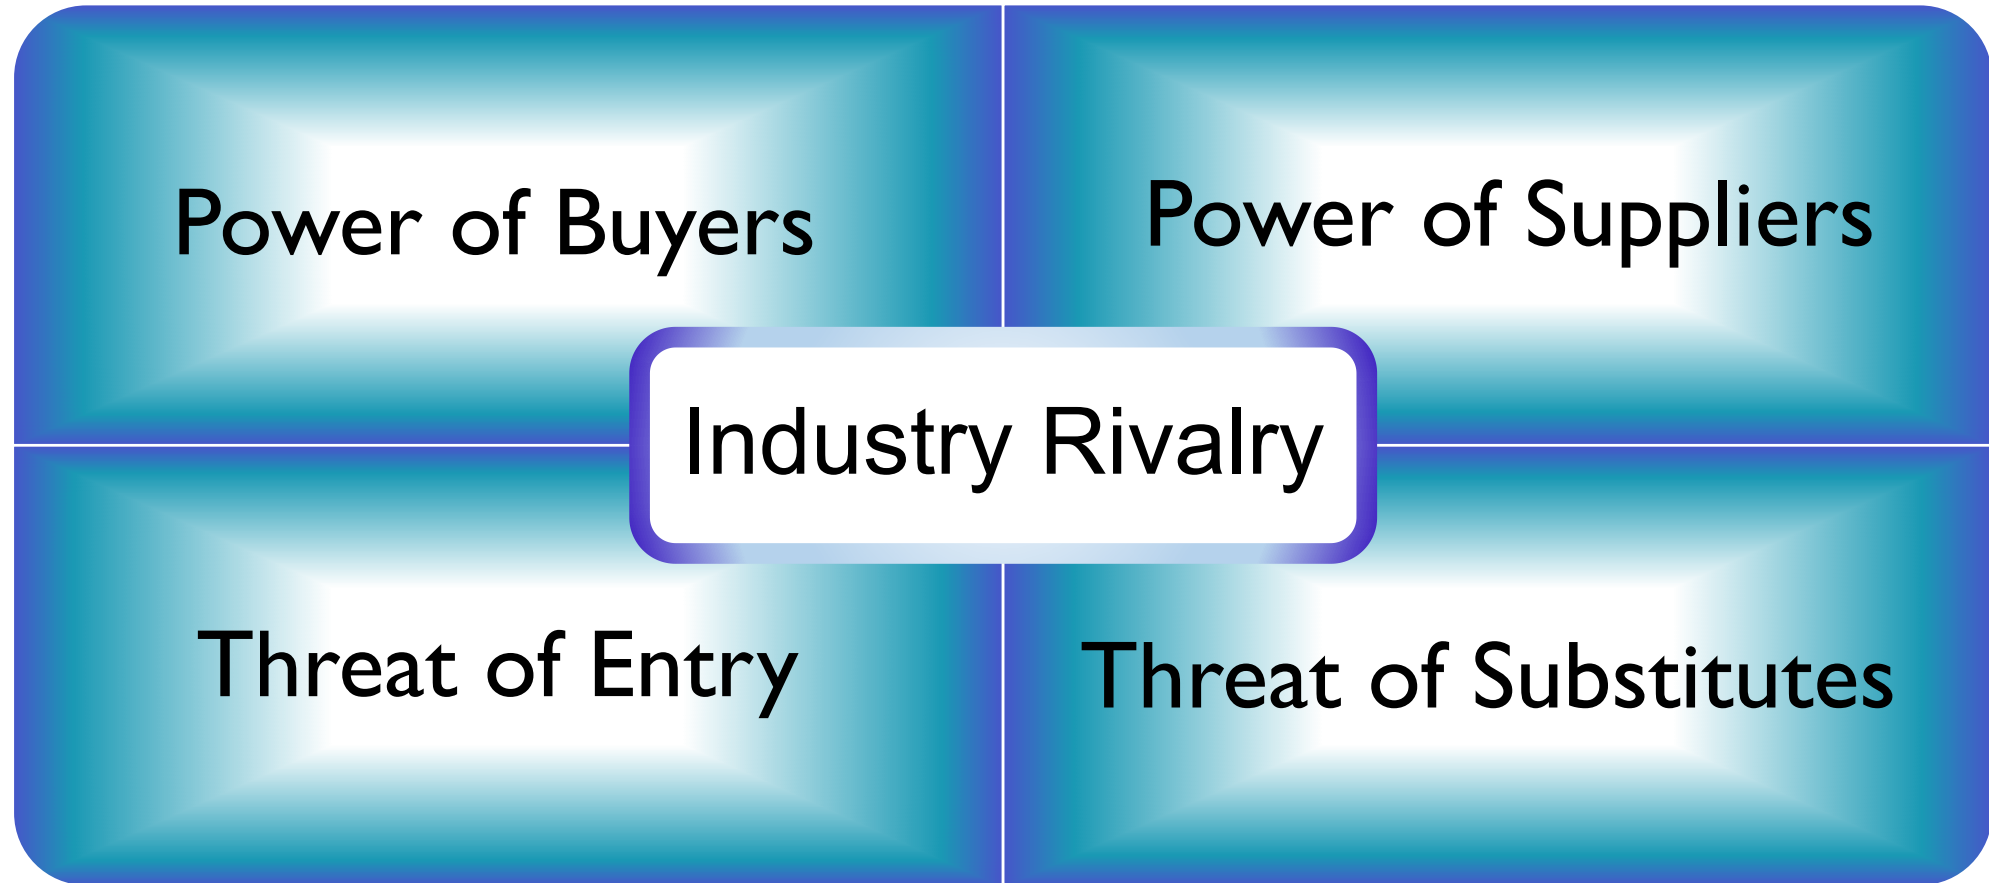 Power of Buyers
Power of Suppliers
Industry Rivalry
Threat of Entry
Threat of Substitutes